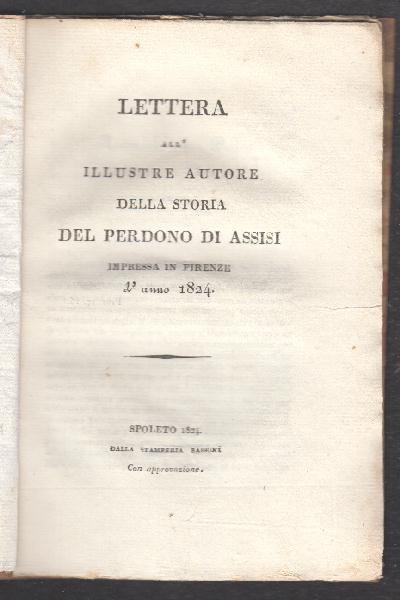 LETTERA
ALL'
ILLUSTRE AUTORE
DELLA STORIA
DEL PERDONO DI ASSISI
IMPRESSA IN FIRENZE
L' anno 1824.
SPOLETO 1824.
DALLA STAMPERIA BASSONI
Con approvazione.